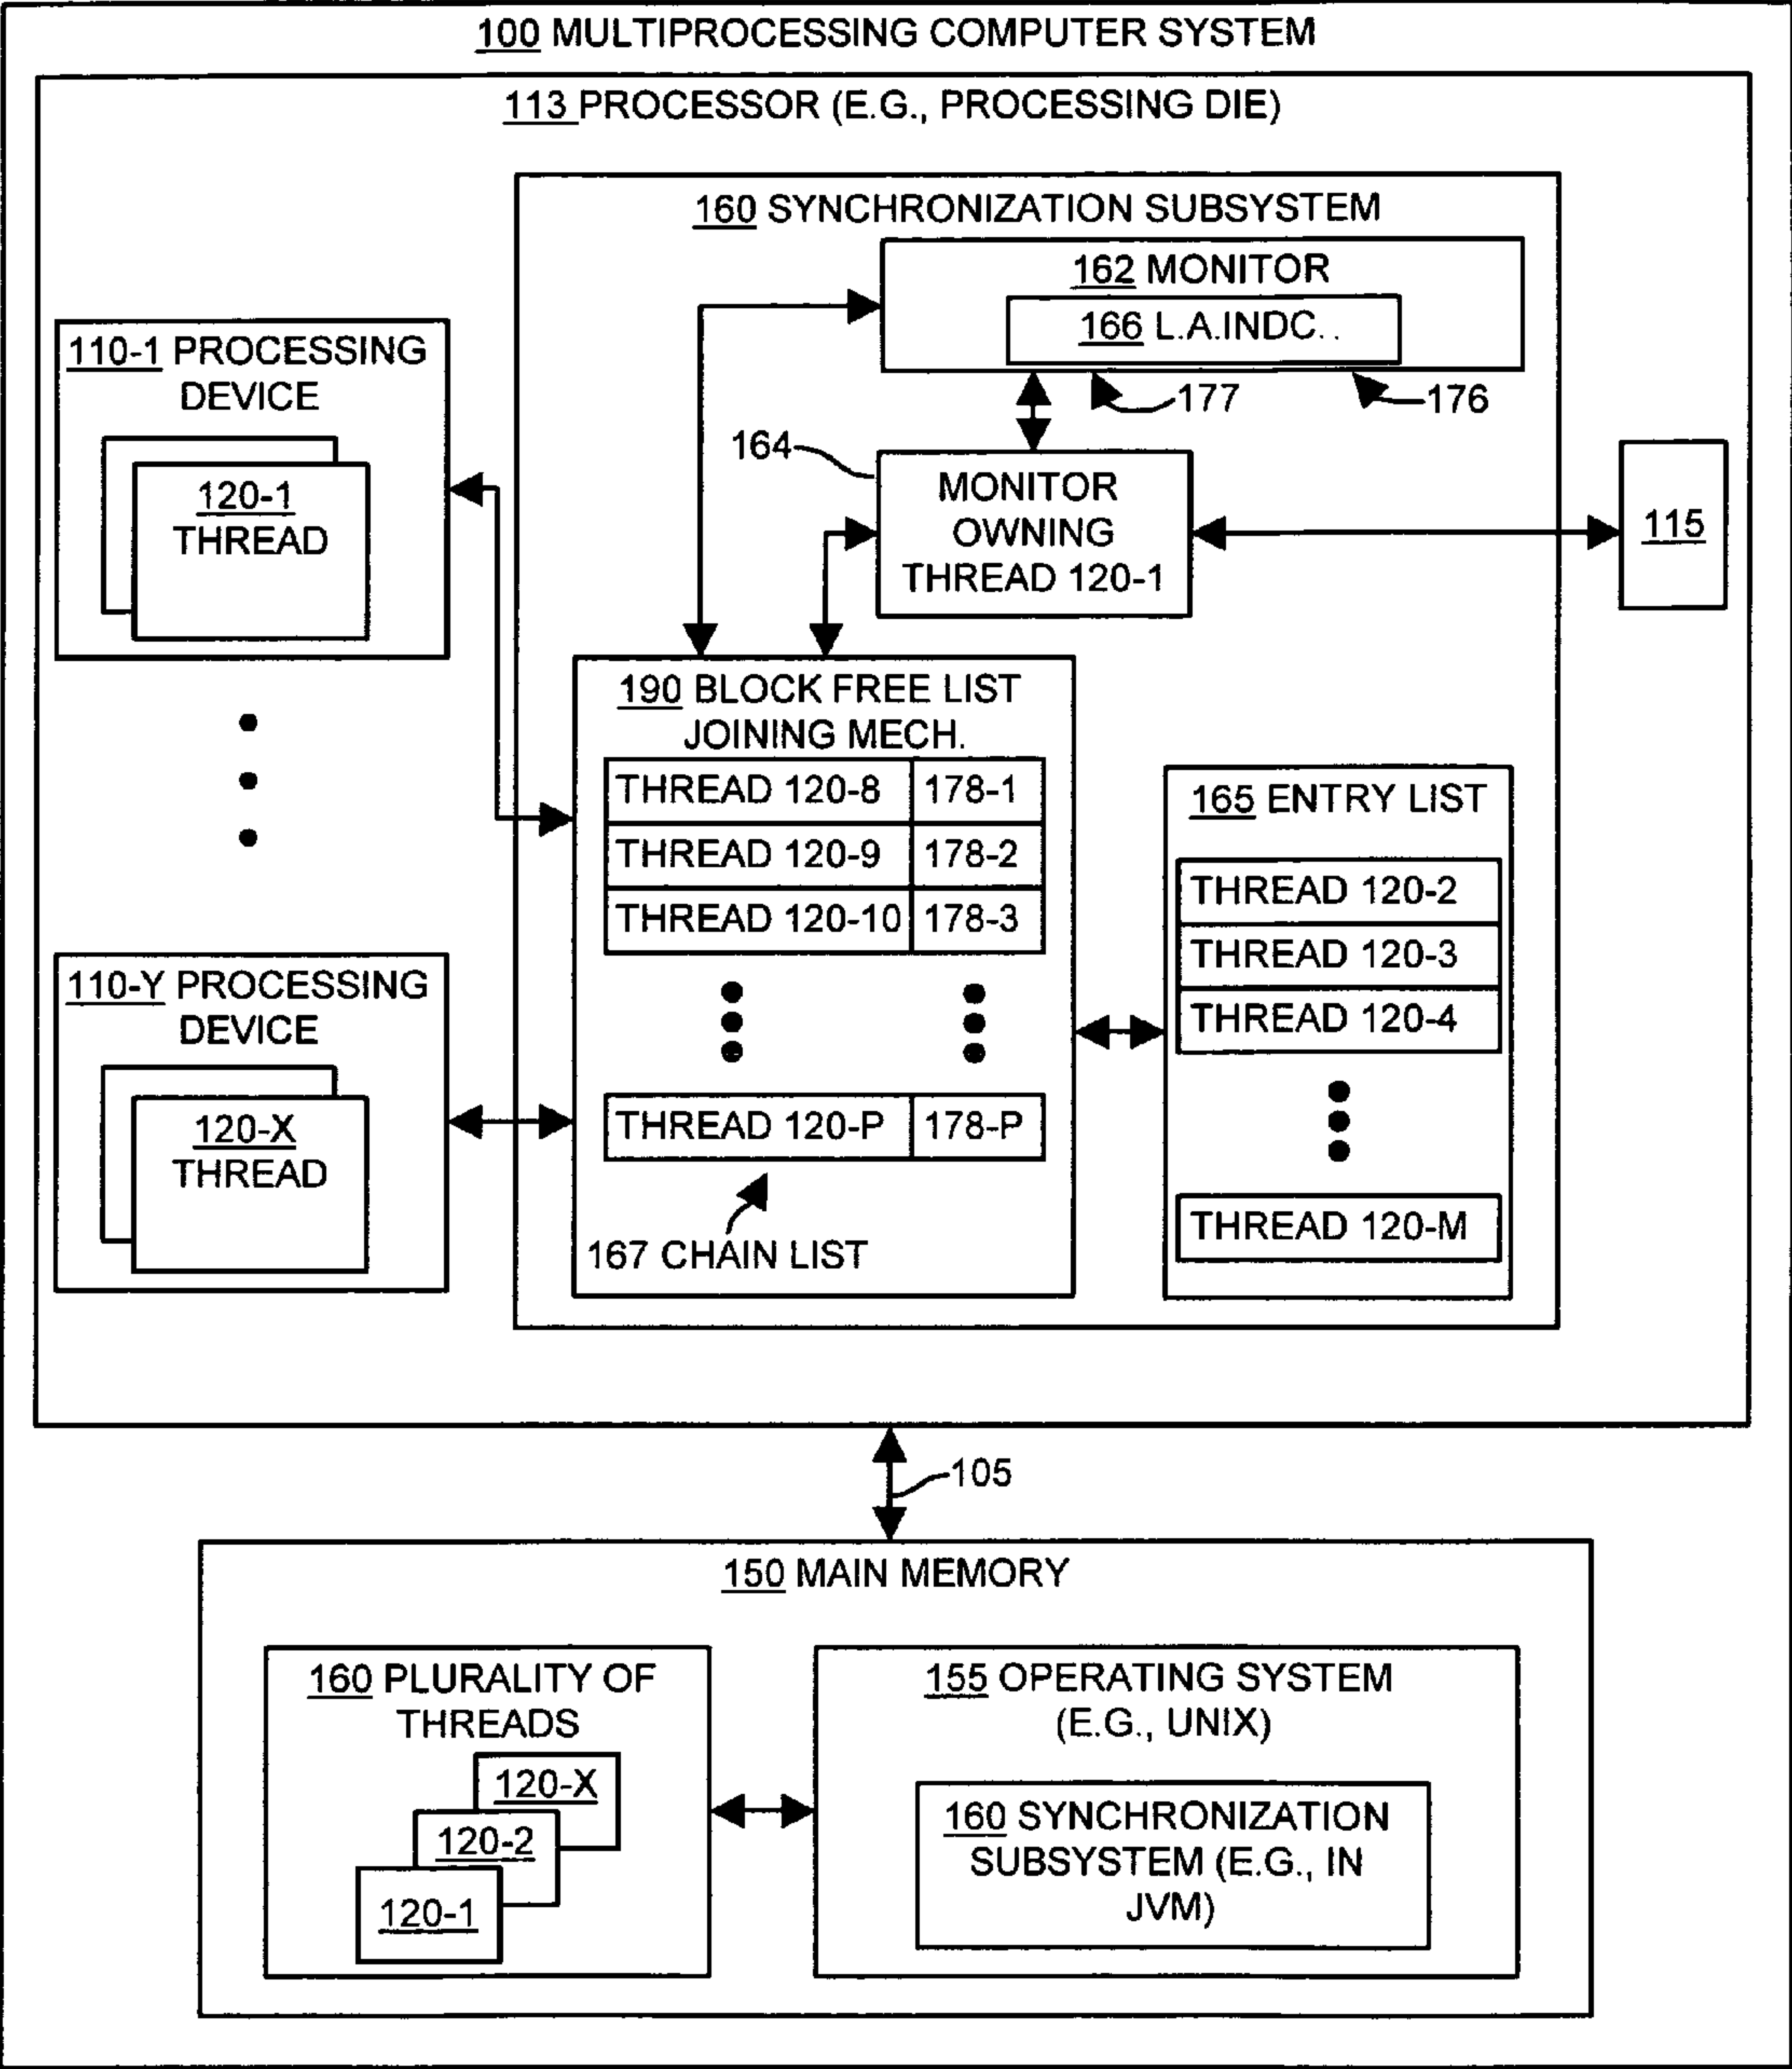 100 MULTIPROCESSING COMPUTER SYSTEM
113 PROCESSOR (E.G., PROCESSING DIE)
160 SYNCHRONIZATION SUBSYSTEM
162 MONITOR
166 L.A.INDC..
177
176
110-1 PROCESSING
DEVICE
120-1
THREAD
164
MONITOR
OWNING
THREAD 120-1
115
190 BLOCK FREE LIST
JOINING MECH.
THREAD 120-8 178-1
THREAD 120-9 178-2
THREAD 120-10 178-3
THREAD 120-P 178-P
167 CHAIN LIST
165 ENTRY LIST
THREAD 120-2
THREAD 120-3
THREAD 120-4
THREAD 120-M
110-Y PROCESSING
DEVICE
120-X
THREAD
105
150 MAIN MEMORY
160 PLURALITY OF
THREADS
120-X
120-2
120-1
155 OPERATING SYSTEM
(E.G., UNIX)
160 SYNCHRONIZATION
SUBSYSTEM (E.G., IN
JVM)